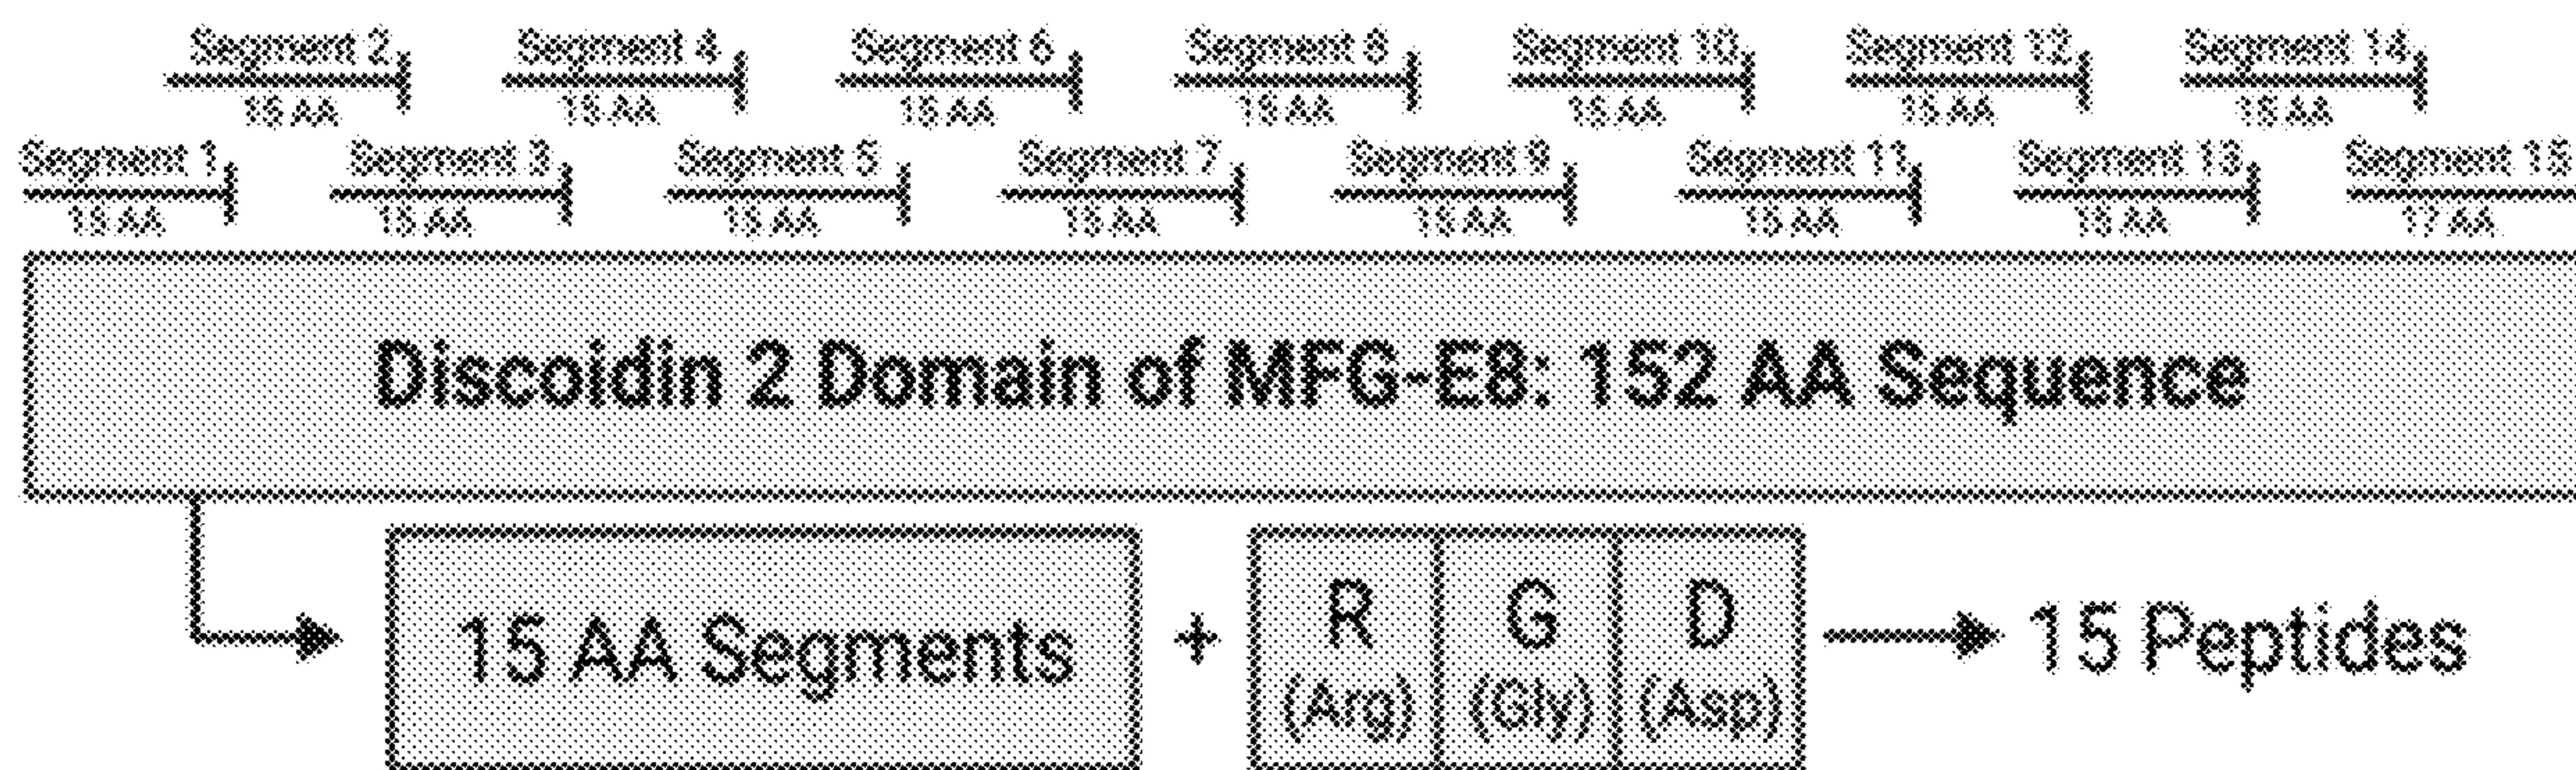 Segment 2 Segment 4 Segment 6 Segment 8 Segment 10 Segment 12 Segment 14
15 AA 15 AA 15 AA 15 AA 15 AA 15 AA 15 AA
Segment 1 Segment 3 Segment 5 Segment 7 Segment 9 Segment 11 Segment 13 Segment 15
15 AA 15 AA 15 AA 15 AA 15 AA 15 AA 15 AA 17 AA
Discoidin 2 Domain of MFG-E8: 152 AA Sequence
15 AA Segments + R G D 15 Peptides
(Arg) (Gly) (Asp)